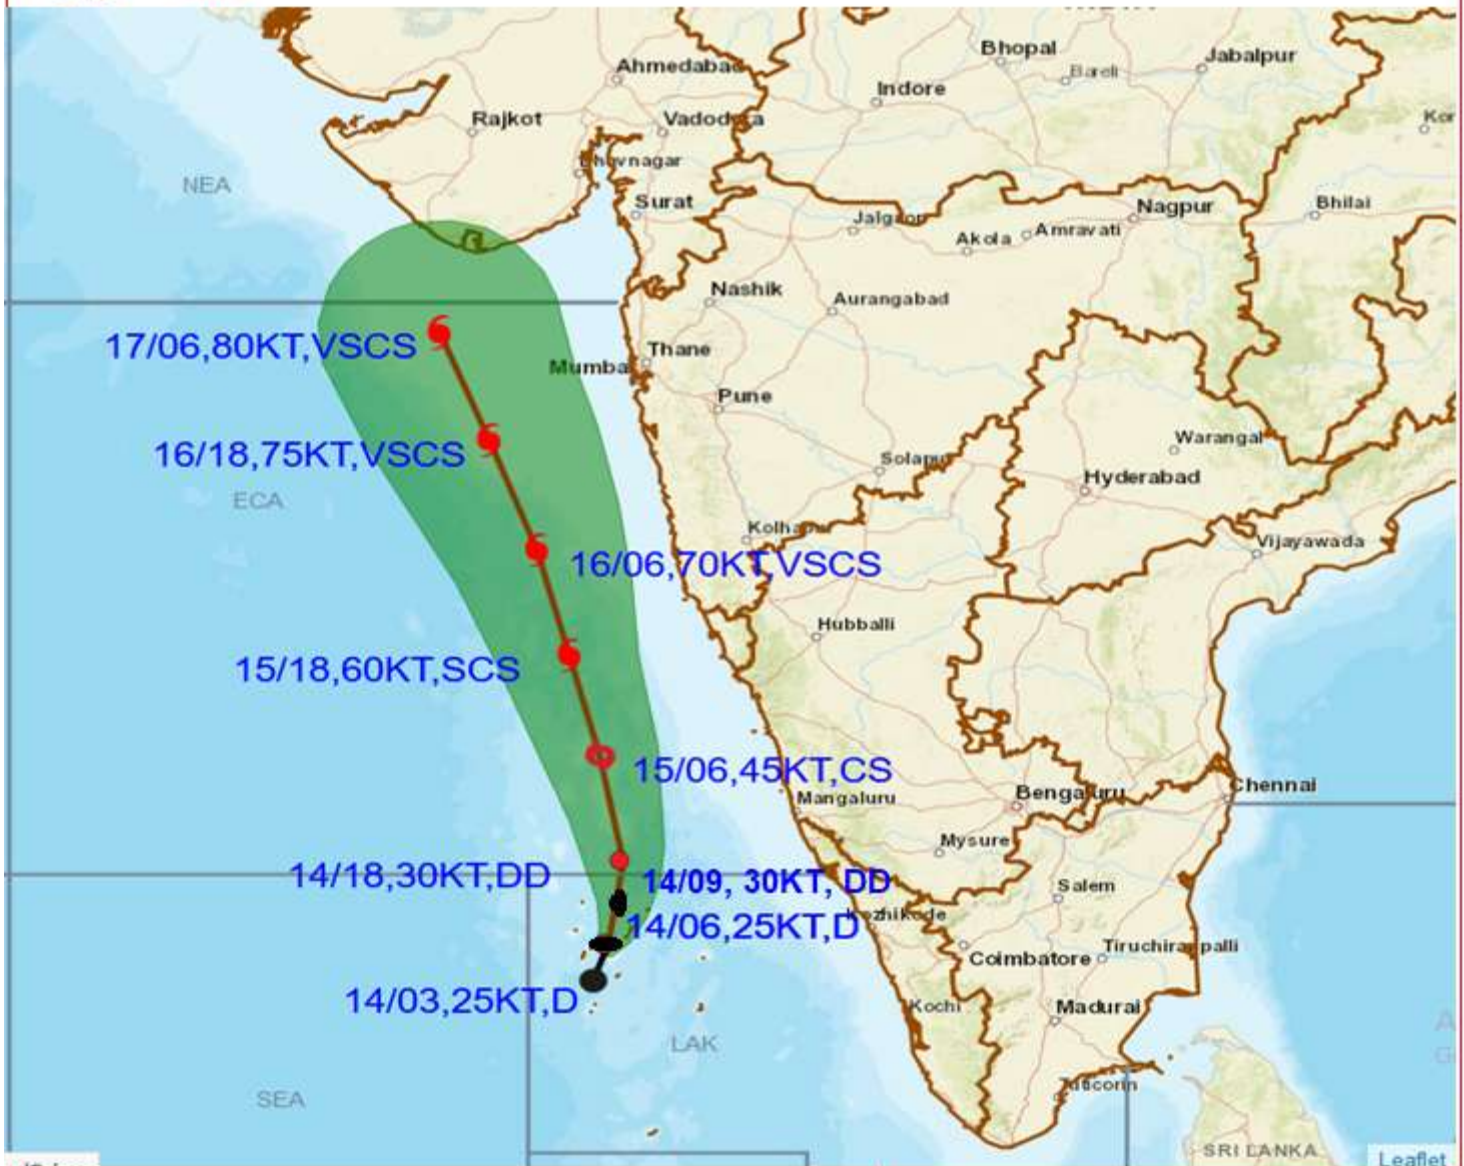 Bhopal
Jabalpur
Ahmedabad
Bareli
Indore
Rajkot
Vadodara
Kor
Bhavnagar
NEA
Surat
Nagpur
Bhilai
Jalgaon
Akola
Amravati
Nashik
Aurangabad
17/06,80KT,VSCS
Thane
Mumba
Pune
Warangal
16/18,75KT,VSCS
Solapur
Hyderabad
ECA
Kolhapur
Vijayawada
16/06,70KT,VSCS
Hubballi
15/18,60KT,SCS
15/06,45KT,CS
Chennai
Mangaluru
Bengaluru
Mysuru
14/18,30KT,DD
14/09, 30KT, DD
Salem
Kozhikode
14/06,25KT,D
Tiruchirappalli
Coimbatore
14/03,25KT,D
Kochi
Madurai
LAK
Tuticorin
SEA
SRI LANKA
Leaflet